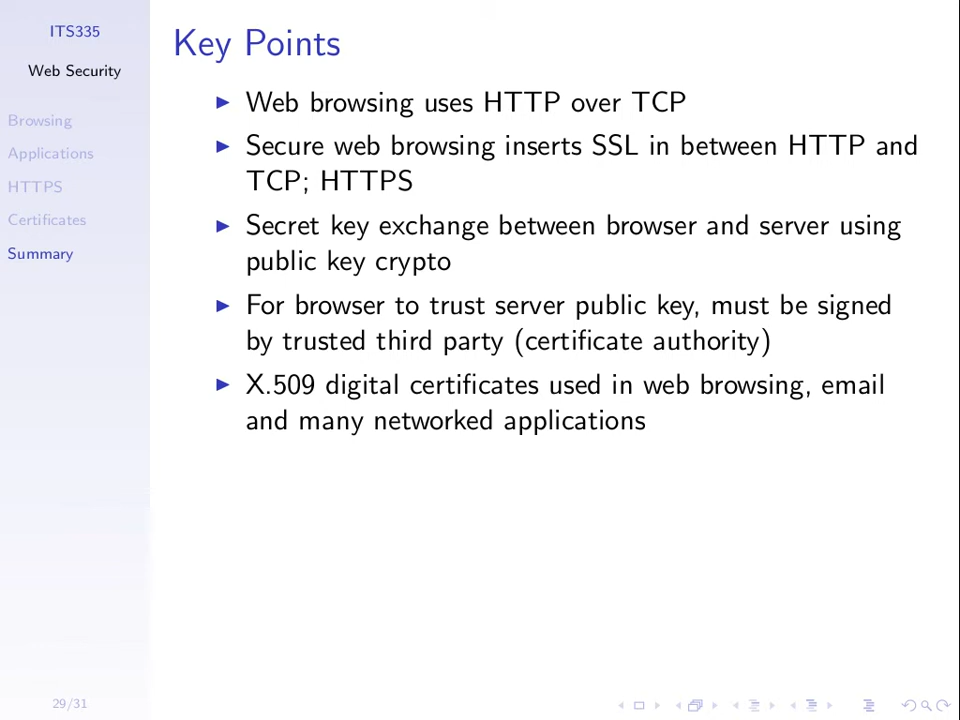 ITS335
Web Security
Browsing
Applications
HTTPS
Certificates
Summary
29/31
Key Points
Web browsing uses HTTP over TCP
Secure web browsing inserts SSL in between HTTP and
TCP; HTTPS
Secret key exchange between browser and server using
public key crypto
For browser to trust server public key, must be signed
by trusted third party (certificate authority)
X.509 digital certificates used in web browsing, email
and many networked applications